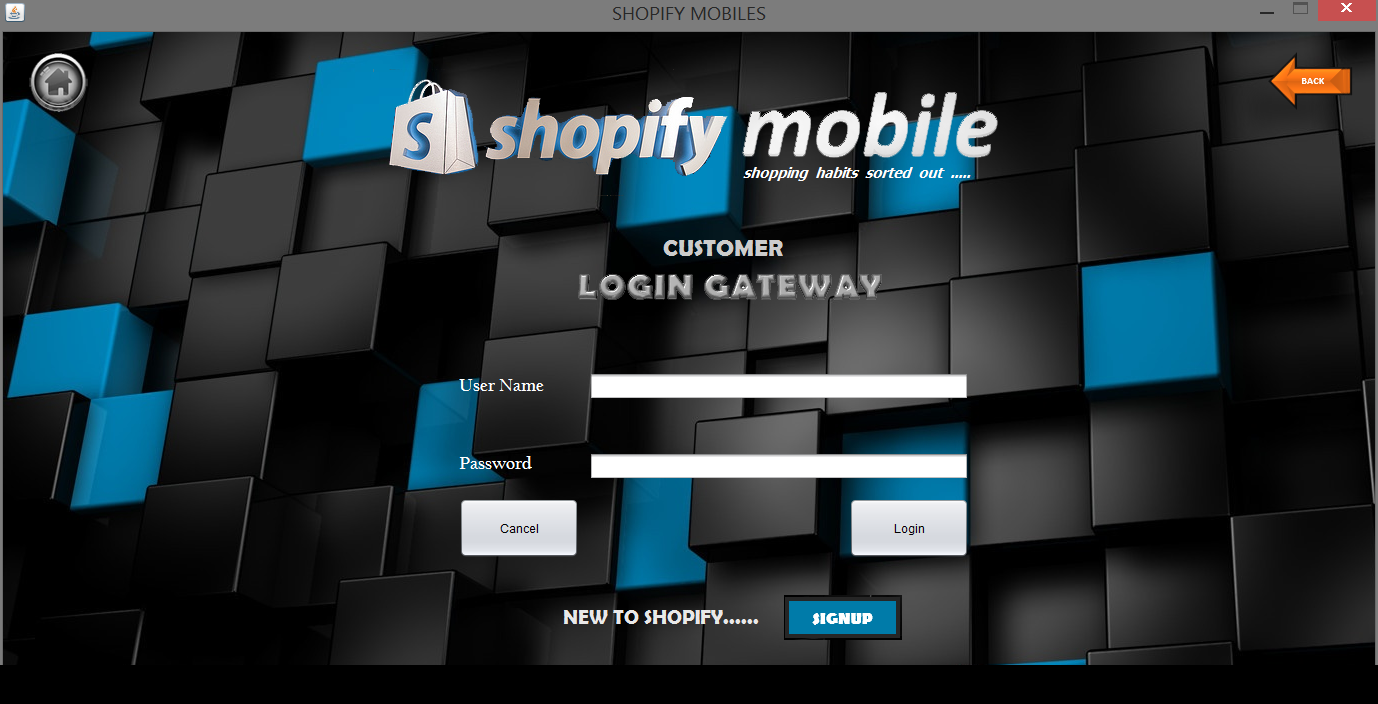 SHOPIFY MOBILES
BACK
S shopify mobile
shopping habits sorted out .....
CUSTOMER
LOGIN GATEWAY
User Name
Password
Cancel Login
NEW TO SHOPIFY...... SIGNUP